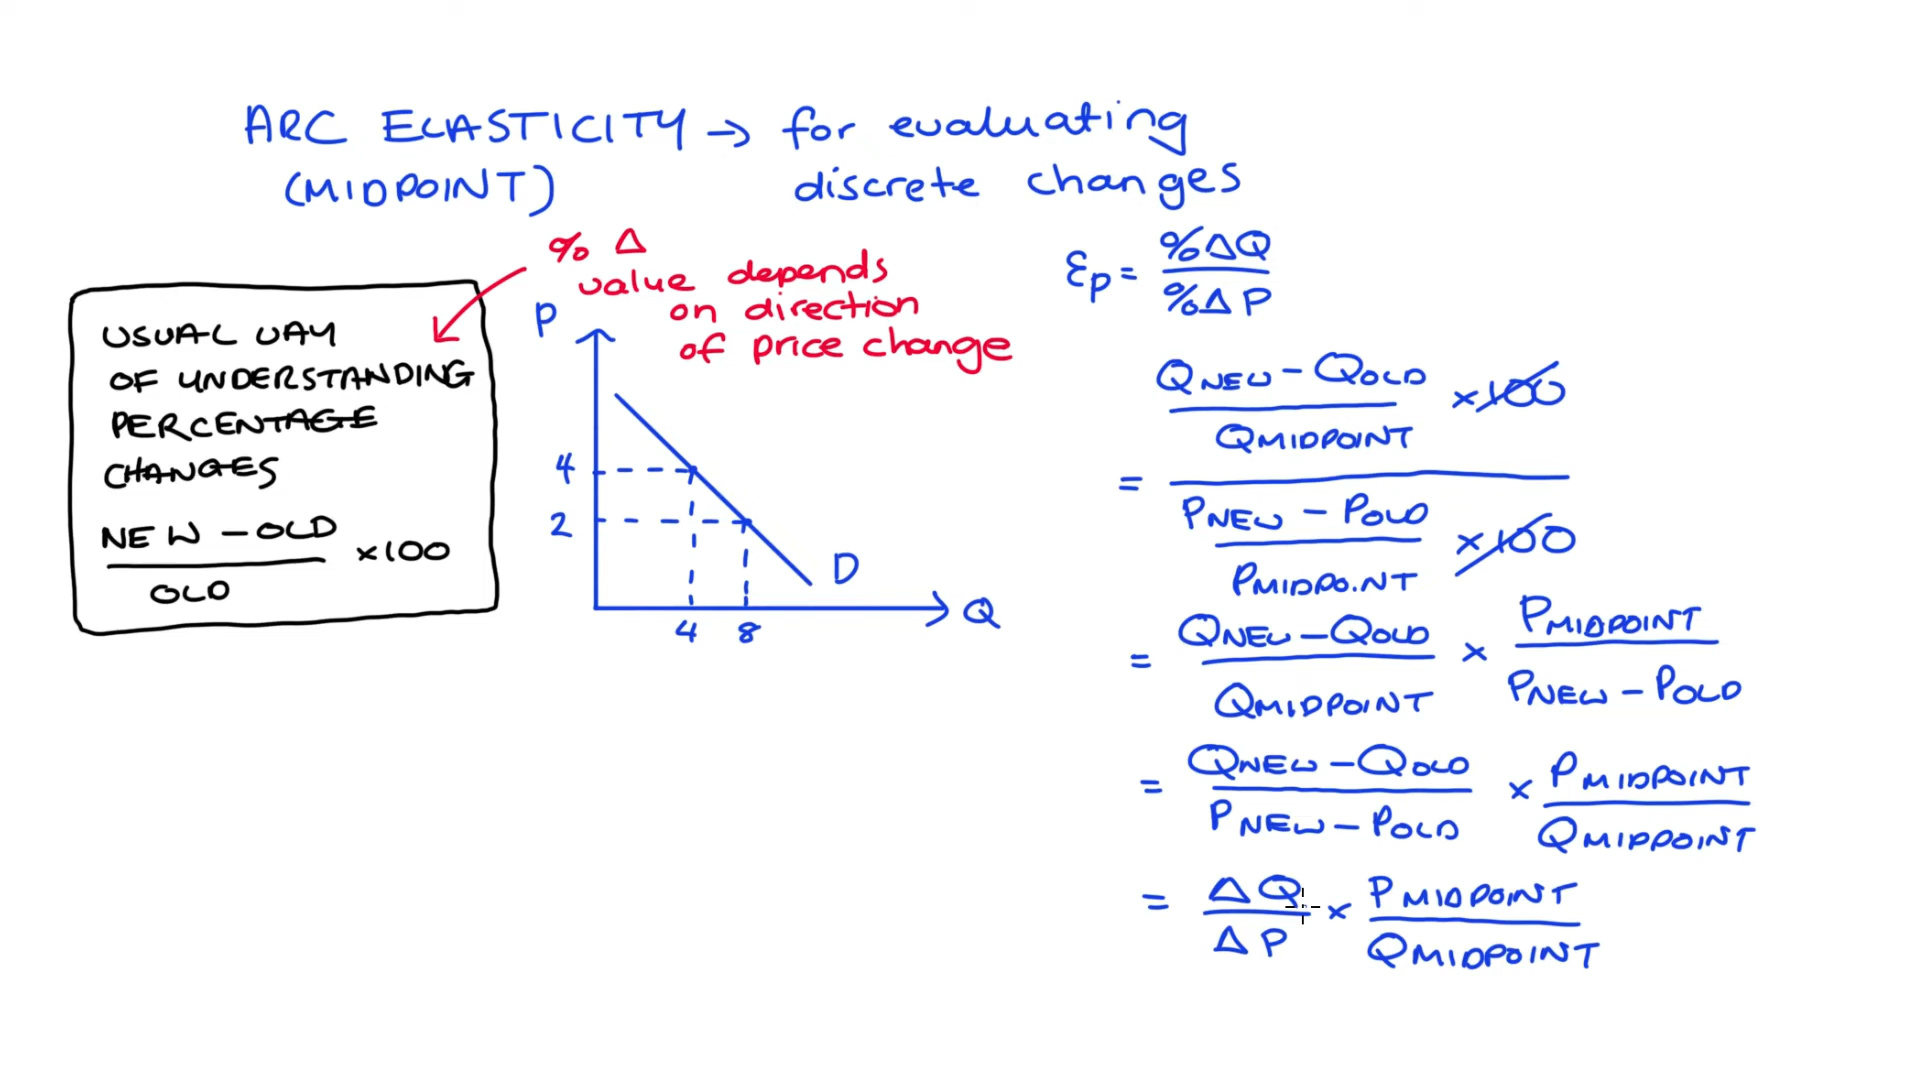 ARC ELASTICITY → for evaluating
(MIDPOINT) discrete changes
% Δ
value depends
on direction
of price change
USUAL WAY
OF UNDERSTANDING
PERCENTAGE
CHANGES
NEW - OLD
OLD
×100
P
4
2
D
4 8
Q
εp = %ΔQ
%ΔP
QNEW - QOLD ×100
QMIDPOINT
=
PNEW - POLD ×100
PMIDPOINT
= QNEW - QOLD × PMIDPOINT
QMIDPOINT PNEW - POLD
= QNEW - QOLD × PMIDPOINT
PNEW - POLD QMIDPOINT
= ΔQ × PMIDPOINT
ΔP QMIDPOINT